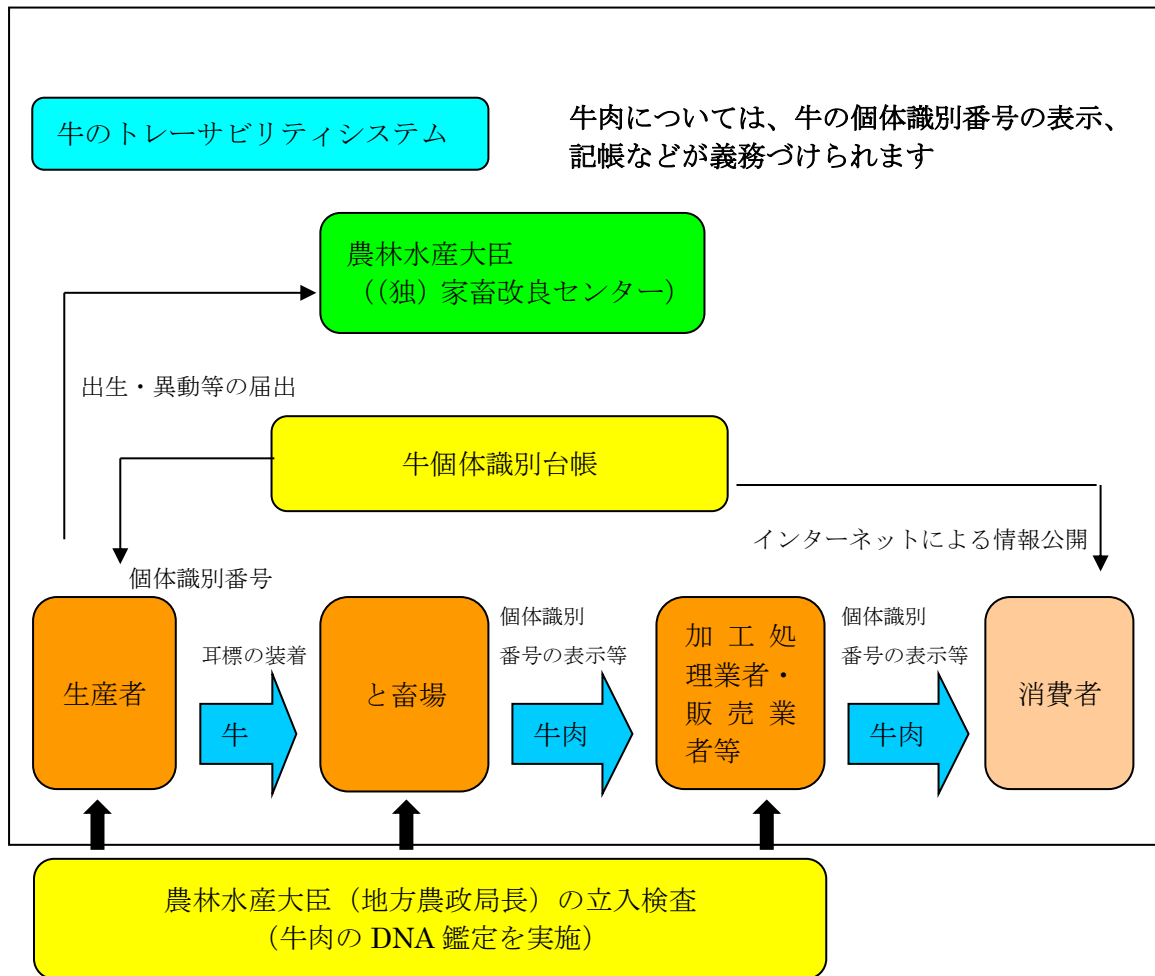 牛のトレーサビリティシステム
牛肉については、牛の個体識別番号の表示、
記帳などが義務づけられます
農林水産大臣
（（独）家畜改良センター）
出生・異動等の届出
牛個体識別台帳
インターネットによる情報公開
個体識別番号
生産者
耳標の装着
牛
と畜場
個体識別
番号の表示等
牛肉
加工処
理業者・
販売業
者等
個体識別
番号の表示等
牛肉
消費者
農林水産大臣（地方農政局長）の立入検査
（牛肉の DNA 鑑定を実施）